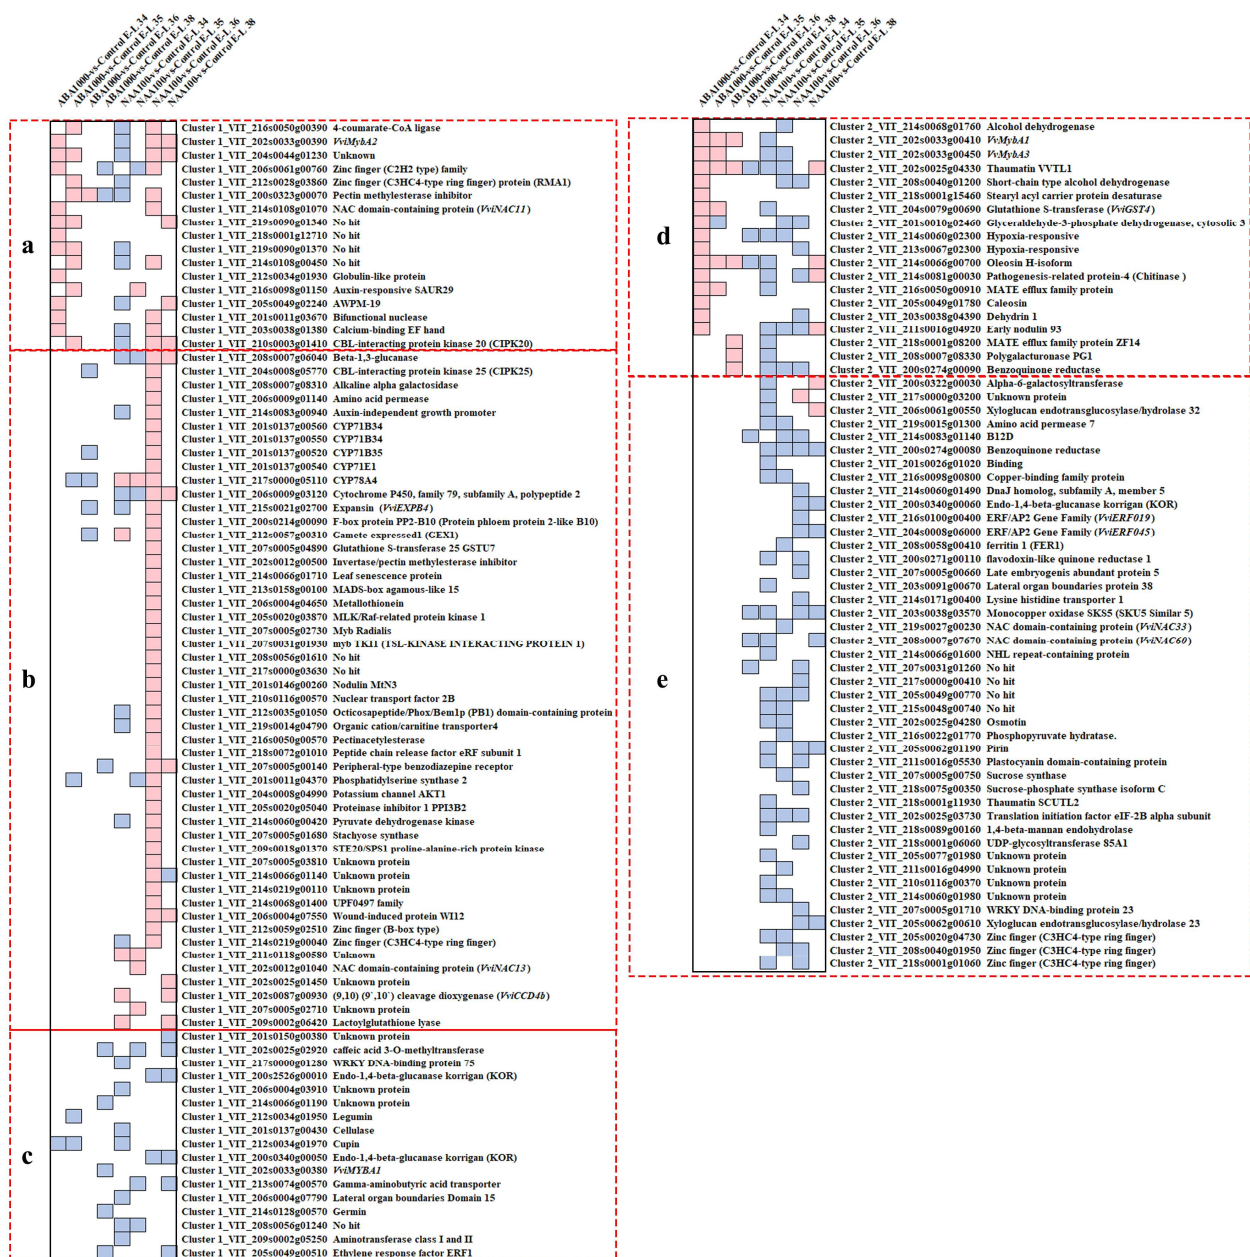 ABA1000-vs-Control E-L 34
ABA1000-vs-Control E-L 35
ABA1000-vs-Control E-L 36
ABA1000-vs-Control E-L 38
NAA100-vs-Control E-L 34
NAA100-vs-Control E-L 35
NAA100-vs-Control E-L 36
NAA100-vs-Control E-L 38
a
Cluster 1_VIT_216s0050g00390 4-coumarate-CoA ligase
Cluster 1_VIT_202s0033g00390 VviMybA2
Cluster 1_VIT_204s0044g01230 Unknown
Cluster 1_VIT_206s0061g00760 Zinc finger (C2H2 type) family
Cluster 1_VIT_212s0028g03860 Zinc finger (C3HC4-type ring finger) protein (RMA1)
Cluster 1_VIT_200s0323g00070 Pectin methylesterase inhibitor
Cluster 1_VIT_214s0108g01070 NAC domain-containing protein (VviNAC11)
Cluster 1_VIT_219s0090g01340 No hit
Cluster 1_VIT_218s0001g12710 No hit
Cluster 1_VIT_219s0090g01370 No hit
Cluster 1_VIT_214s0108g00450 No hit
Cluster 1_VIT_212s0034g01930 Globulin-like protein
Cluster 1_VIT_216s0098g01150 Auxin-responsive SAUR29
Cluster 1_VIT_205s0049g02240 AWPM-19
Cluster 1_VIT_201s0011g03670 Bifunctional nuclease
Cluster 1_VIT_203s0038g01380 Calcium-binding EF hand
Cluster 1_VIT_210s0003g01410 CBL-interacting protein kinase 20 (CIPK20)
b
Cluster 1_VIT_208s0007g06040 Beta-1,3-glucanase
Cluster 1_VIT_204s0008g05770 CBL-interacting protein kinase 25 (CIPK25)
Cluster 1_VIT_208s0007g08310 Alkaline alpha galactosidase
Cluster 1_VIT_206s0009g01140 Amino acid permease
Cluster 1_VIT_214s0083g00940 Auxin-independent growth promoter
Cluster 1_VIT_201s0137g00560 CYP71B34
Cluster 1_VIT_201s0137g00550 CYP71B34
Cluster 1_VIT_201s0137g00520 CYP71B35
Cluster 1_VIT_201s0137g00540 CYP71E1
Cluster 1_VIT_217s0000g05110 CYP78A4
Cluster 1_VIT_206s0009g03120 Cytochrome P450, family 79, subfamily A, polypeptide 2
Cluster 1_VIT_215s0021g02700 Expansin (VviEXPB4)
Cluster 1_VIT_200s0214g00090 F-box protein PP2-B10 (Protein phloem protein 2-like B10)
Cluster 1_VIT_212s0057g00310 Gamete expressed1 (GEX1)
Cluster 1_VIT_207s0005g04890 Glutathione S-transferase 25 GSTU7
Cluster 1_VIT_202s0012g00500 Invertase/pectin methylesterase inhibitor
Cluster 1_VIT_214s0066g01710 Leaf senescence protein
Cluster 1_VIT_213s0158g00100 MADS-box agamous-like 15
Cluster 1_VIT_206s0004g04650 Metallothionein
Cluster 1_VIT_205s0020g03870 MLK/Raf-related protein kinase 1
Cluster 1_VIT_207s0005g02730 Myb Radialis
Cluster 1_VIT_207s0031g01930 myb TKI1 (TSL-KINASE INTERACTING PROTEIN 1)
Cluster 1_VIT_208s0056g01610 No hit
Cluster 1_VIT_217s0000g03630 No hit
Cluster 1_VIT_201s0146g00260 Nodulin MtN3
Cluster 1_VIT_210s0116g00570 Nuclear transport factor 2B
Cluster 1_VIT_212s0035g01050 Octicosapeptide/Phox/Bem1p (PB1) domain-containing protein
Cluster 1_VIT_219s0014g04790 Organic cation/carnitine transporter4
Cluster 1_VIT_216s0050g00570 Pectinacetylesterase
Cluster 1_VIT_218s0072g01010 Peptide chain release factor eRF subunit 1
Cluster 1_VIT_207s0005g00140 Peripheral-type benzodiazepine receptor
Cluster 1_VIT_201s0011g04370 Phosphatidylserine synthase 2
Cluster 1_VIT_204s0008g04990 Potassium channel AKT1
Cluster 1_VIT_205s0020g05040 Proteinase inhibitor 1 PPI3B2
Cluster 1_VIT_214s0060g00420 Pyruvate dehydrogenase kinase
Cluster 1_VIT_207s0005g01680 Stachyose synthase
Cluster 1_VIT_209s0018g01370 STE20/SPS1 proline-alanine-rich protein kinase
Cluster 1_VIT_207s0005g03810 Unknown protein
Cluster 1_VIT_214s0066g01140 Unknown protein
Cluster 1_VIT_214s0219g00110 Unknown protein
Cluster 1_VIT_214s0068g01400 UPF0497 family
Cluster 1_VIT_206s0004g07550 Wound-induced protein WI12
Cluster 1_VIT_212s0059g02510 Zinc finger (B-box type)
Cluster 1_VIT_214s0219g00040 Zinc finger (C3HC4-type ring finger)
Cluster 1_VIT_211s0118g00580 Unknown
Cluster 1_VIT_202s0012g01040 NAC domain-containing protein (VviNAC13)
Cluster 1_VIT_202s0025g01450 Unknown protein
Cluster 1_VIT_202s0087g00930 (9,10) (9`,10`) cleavage dioxygenase (VviCCD4b)
Cluster 1_VIT_207s0005g02710 Unknown protein
Cluster 1_VIT_209s0002g06420 Lactoylglutathione lyase
c
Cluster 1_VIT_201s0150g00380 Unknown protein
Cluster 1_VIT_202s0025g02920 caffeic acid 3-O-methyltransferase
Cluster 1_VIT_217s0000g01280 WRKY DNA-binding protein 75
Cluster 1_VIT_200s2526g00010 Endo-1,4-beta-glucanase korrigan (KOR)
Cluster 1_VIT_206s0004g03910 Unknown protein
Cluster 1_VIT_214s0066g01190 Unknown protein
Cluster 1_VIT_212s0034g01950 Legumin
Cluster 1_VIT_201s0137g00430 Cellulase
Cluster 1_VIT_212s0034g01970 Cupin
Cluster 1_VIT_200s0340g00050 Endo-1,4-beta-glucanase korrigan (KOR)
Cluster 1_VIT_202s0033g00380 VviMYBA1
Cluster 1_VIT_213s0074g00570 Gamma-aminobutyric acid transporter
Cluster 1_VIT_206s0004g07790 Lateral organ boundaries Domain 15
Cluster 1_VIT_214s0128g00570 Germin
Cluster 1_VIT_208s0056g01240 No hit
Cluster 1_VIT_209s0002g05250 Aminotransferase class I and II
Cluster 1_VIT_205s0049g00510 Ethylene response factor ERF1
ABA1000-vs-Control E-L 34
ABA1000-vs-Control E-L 35
ABA1000-vs-Control E-L 36
ABA1000-vs-Control E-L 38
NAA100-vs-Control E-L 34
NAA100-vs-Control E-L 35
NAA100-vs-Control E-L 36
NAA100-vs-Control E-L 38
d
Cluster 2_VIT_214s0068g01760 Alcohol dehydrogenase
Cluster 2_VIT_202s0033g00410 VvMybA1
Cluster 2_VIT_202s0033g00450 VvMybA3
Cluster 2_VIT_202s0025g04330 Thaumatin VVTL1
Cluster 2_VIT_208s0040g01200 Short-chain type alcohol dehydrogenase
Cluster 2_VIT_218s0001g15460 Stearyl acyl carrier protein desaturase
Cluster 2_VIT_204s0079g00690 Glutathione S-transferase (VviGST4)
Cluster 2_VIT_201s0010g02460 Glyceraldehyde-3-phosphate dehydrogenase, cytosolic 3
Cluster 2_VIT_214s0060g02300 Hypoxia-responsive
Cluster 2_VIT_213s0067g02300 Hypoxia-responsive
Cluster 2_VIT_214s0066g00700 Oleosin H-isoform
Cluster 2_VIT_214s0081g00030 Pathogenesis-related protein-4 (Chitinase )
Cluster 2_VIT_216s0050g00910 MATE efflux family protein
Cluster 2_VIT_205s0049g01780 Caleosin
Cluster 2_VIT_203s0038g04390 Dehydrin 1
Cluster 2_VIT_211s0016g04920 Early nodulin 93
Cluster 2_VIT_218s0001g08200 MATE efflux family protein ZF14
Cluster 2_VIT_208s0007g08330 Polygalacturonase PG1
Cluster 2_VIT_200s0274g00090 Benzoquinone reductase
e
Cluster 2_VIT_200s0322g00030 Alpha-6-galactosyltransferase
Cluster 2_VIT_217s0000g03200 Unknown protein
Cluster 2_VIT_206s0061g00550 Xyloglucan endotransglucosylase/hydrolase 32
Cluster 2_VIT_219s0015g01300 Amino acid permease 7
Cluster 2_VIT_214s0083g01140 B12D
Cluster 2_VIT_200s0274g00080 Benzoquinone reductase
Cluster 2_VIT_201s0026g01020 Binding
Cluster 2_VIT_216s0098g00800 Copper-binding family protein
Cluster 2_VIT_214s0060g01490 DnaJ homolog, subfamily A, member 5
Cluster 2_VIT_200s0340g00060 Endo-1,4-beta-glucanase korrigan (KOR)
Cluster 2_VIT_216s0100g00400 ERF/AP2 Gene Family (VviERF019)
Cluster 2_VIT_204s0008g06000 ERF/AP2 Gene Family (VviERF045)
Cluster 2_VIT_208s0058g00410 ferritin 1 (FER1)
Cluster 2_VIT_200s0271g00110 flavodoxin-like quinone reductase 1
Cluster 2_VIT_207s0005g00660 Late embryogenis abundant protein 5
Cluster 2_VIT_203s0091g00670 Lateral organ boundaries protein 38
Cluster 2_VIT_214s0171g00400 Lysine histidine transporter 1
Cluster 2_VIT_203s0038g03570 Monocopper oxidase SKS5 (SKU5 Similar 5)
Cluster 2_VIT_219s0027g00230 NAC domain-containing protein (VviNAC33)
Cluster 2_VIT_208s0007g07670 NAC domain-containing protein (VviNAC60)
Cluster 2_VIT_214s0066g01600 NHL repeat-containing protein
Cluster 2_VIT_207s0031g01260 No hit
Cluster 2_VIT_217s0000g00410 No hit
Cluster 2_VIT_205s0049g00770 No hit
Cluster 2_VIT_215s0048g00740 No hit
Cluster 2_VIT_202s0025g04280 Osmotin
Cluster 2_VIT_216s0022g01770 Phosphopyruvate hydratase.
Cluster 2_VIT_205s0062g01190 Pirin
Cluster 2_VIT_211s0016g05530 Plastocyanin domain-containing protein
Cluster 2_VIT_207s0005g00750 Sucrose synthase
Cluster 2_VIT_218s0075g00350 Sucrose-phosphate synthase isoform C
Cluster 2_VIT_218s0001g11930 Thaumatin SCUTL2
Cluster 2_VIT_202s0025g03730 Translation initiation factor eIF-2B alpha subunit
Cluster 2_VIT_218s0089g00160 1,4-beta-mannan endohydrolase
Cluster 2_VIT_218s0001g06060 UDP-glycosyltransferase 85A1
Cluster 2_VIT_205s0077g01980 Unknown protein
Cluster 2_VIT_211s0016g04990 Unknown protein
Cluster 2_VIT_210s0116g00370 Unknown protein
Cluster 2_VIT_214s0060g01980 Unknown protein
Cluster 2_VIT_207s0005g01710 WRKY DNA-binding protein 23
Cluster 2_VIT_205s0062g00610 Xyloglucan endotransglucosylase/hydrolase 23
Cluster 2_VIT_205s0020g04730 Zinc finger (C3HC4-type ring finger)
Cluster 2_VIT_208s0040g01950 Zinc finger (C3HC4-type ring finger)
Cluster 2_VIT_218s0001g01060 Zinc finger (C3HC4-type ring finger)